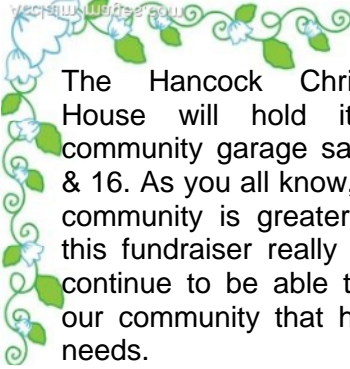 The Hancock Chri
House will hold it
community garage sa
& 16. As you all know,
community is greater
this fundraiser really
continue to be able t
our community that h
needs.